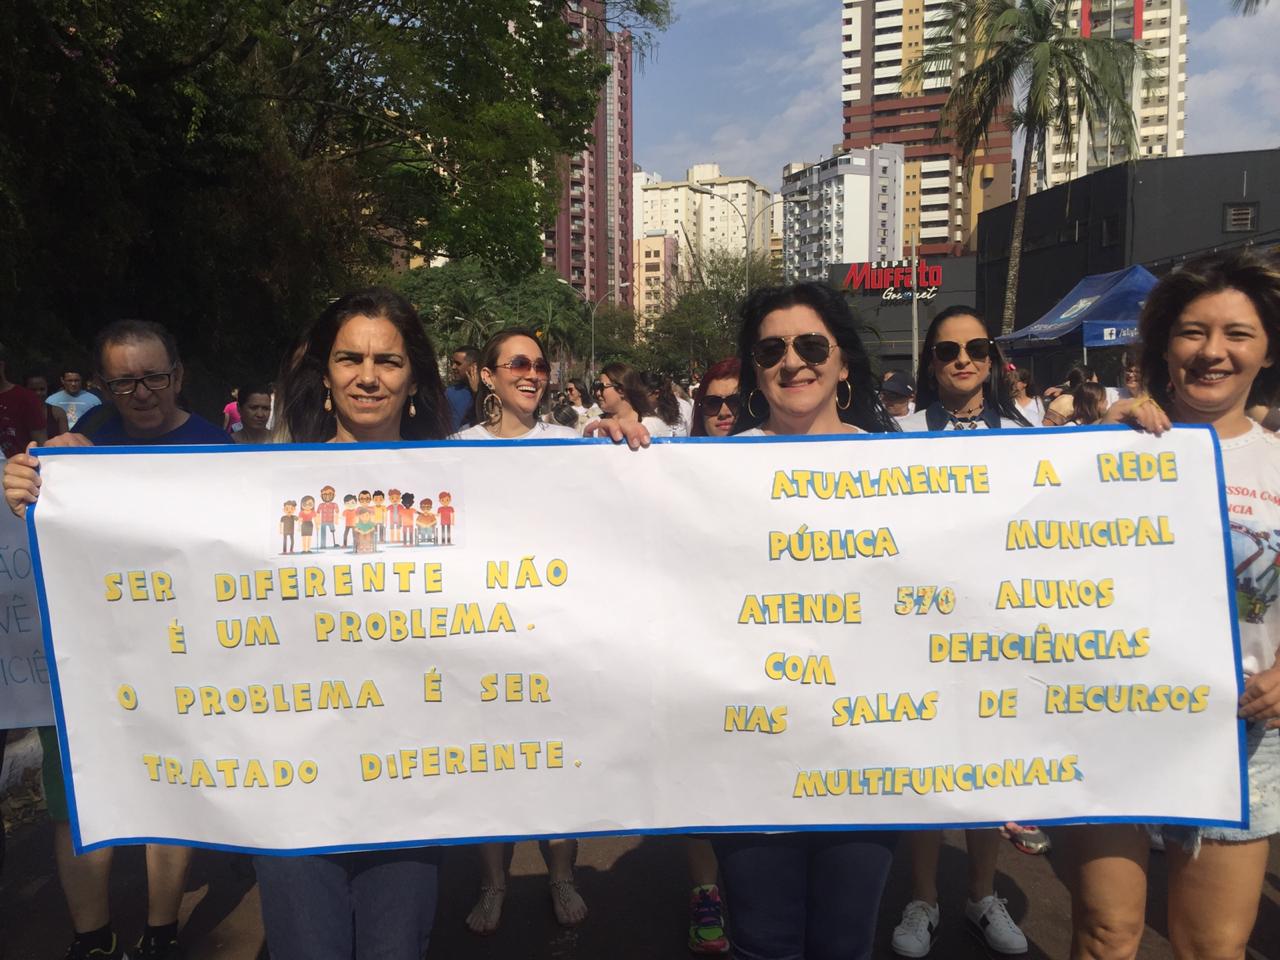 SUPER
MUFFATO
Gourmet
SER DIFERENTE NÃO
É UM PROBLEMA.
O PROBLEMA É SER
TRATADO DIFERENTE.
ATUALMENTE A REDE
PÚBLICA MUNICIPAL
ATENDE 570 ALUNOS
COM DEFICIÊNCIAS
NAS SALAS DE RECURSOS
MULTIFUNCIONAIS